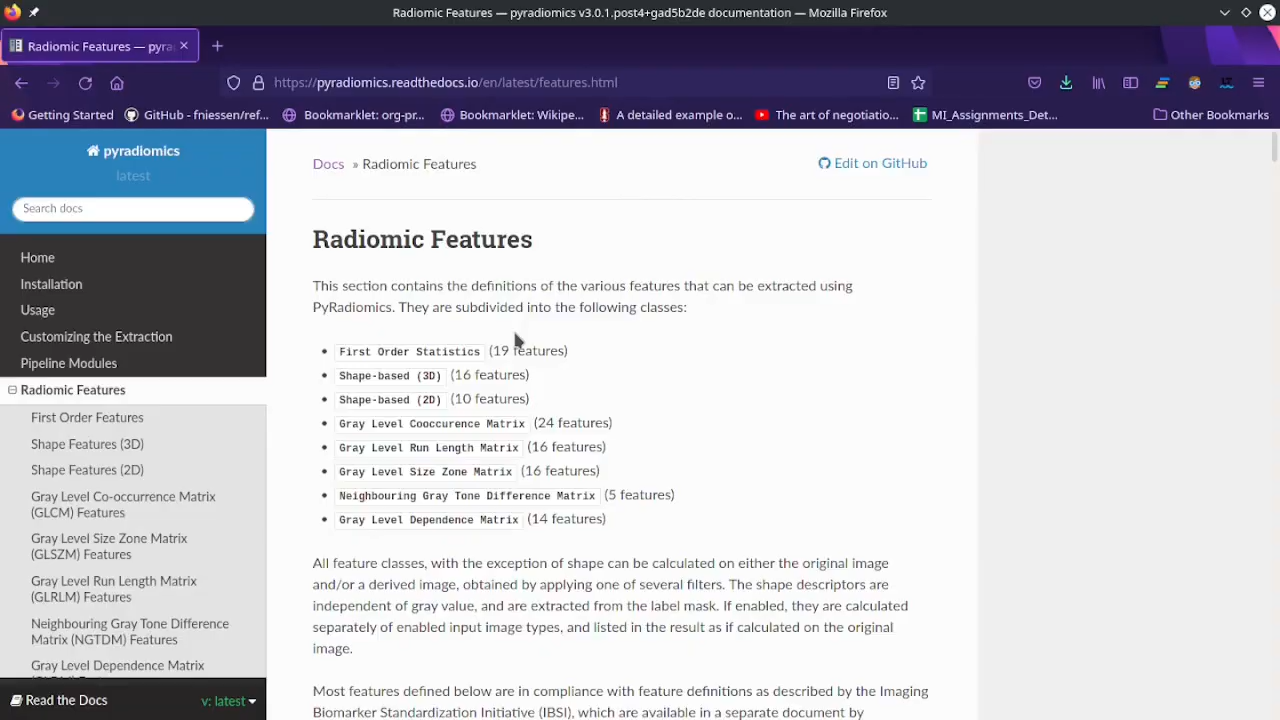 Radiomic Features — pyradiomics v3.0.1.post4+gad5b2de documentation — Mozilla Firefox
Radiomic Features — pyra
https://pyradiomics.readthedocs.io/en/latest/features.html
Getting Started
GitHub - fniessen/ref...
Bookmarklet: org-pr...
Bookmarklet: Wikipe...
A detailed example o...
The art of negotiatio...
MI_Assignments_Det...
Other Bookmarks
pyradiomics
latest
Search docs
Home
Installation
Usage
Customizing the Extraction
Pipeline Modules
Radiomic Features
First Order Features
Shape Features (3D)
Shape Features (2D)
Gray Level Co-occurrence Matrix
(GLCM) Features
Gray Level Size Zone Matrix
(GLSZM) Features
Gray Level Run Length Matrix
(GLRLM) Features
Neighbouring Gray Tone Difference
Matrix (NGTDM) Features
Gray Level Dependence Matrix
Read the Docs
v: latest
Docs » Radiomic Features
Edit on GitHub
Radiomic Features
This section contains the definitions of the various features that can be extracted using
PyRadiomics. They are subdivided into the following classes:
• First Order Statistics (19 features)
• Shape-based (3D) (16 features)
• Shape-based (2D) (10 features)
• Gray Level Cooccurence Matrix (24 features)
• Gray Level Run Length Matrix (16 features)
• Gray Level Size Zone Matrix (16 features)
• Neighbouring Gray Tone Difference Matrix (5 features)
• Gray Level Dependence Matrix (14 features)
All feature classes, with the exception of shape can be calculated on either the original image
and/or a derived image, obtained by applying one of several filters. The shape descriptors are
independent of gray value, and are extracted from the label mask. If enabled, they are calculated
separately of enabled input image types, and listed in the result as if calculated on the original
image.
Most features defined below are in compliance with feature definitions as described by the Imaging
Biomarker Standardization Initiative (IBSI), which are available in a separate document by